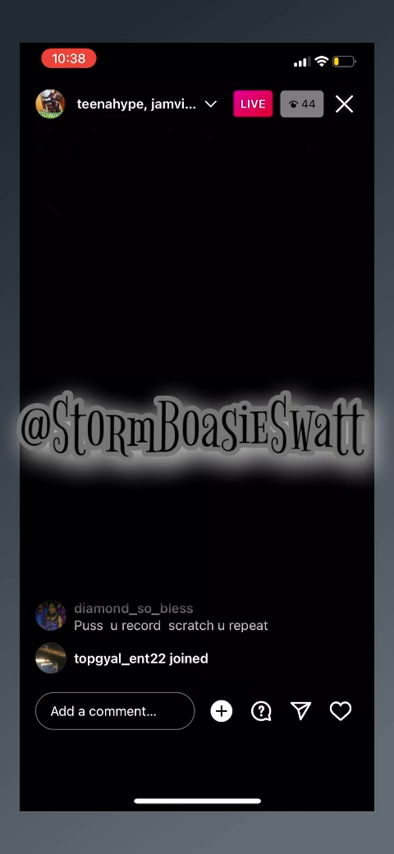 10:38
teenahype, jamvi...
LIVE
44
@StormBoasieSwatt
diamond_so_bless
Puss u record scratch u repeat
topgyal_ent22 joined
Add a comment...